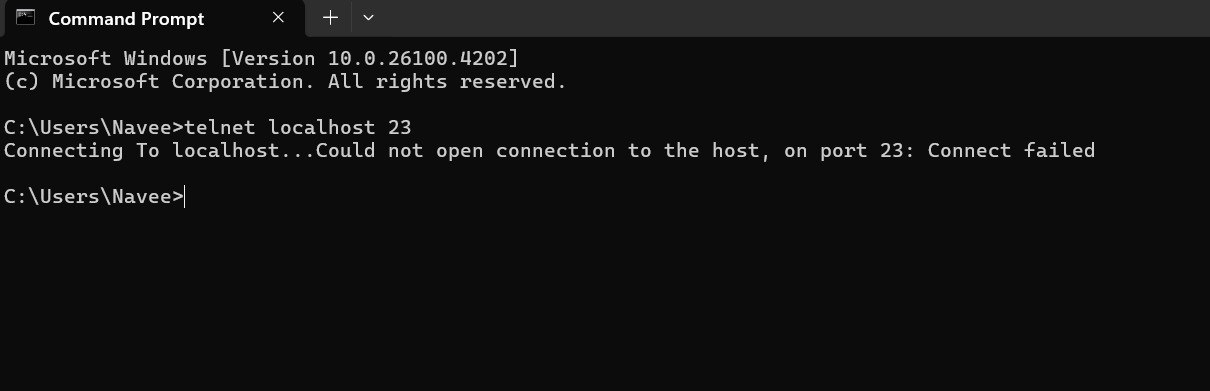 Command Prompt
Microsoft Windows [Version 10.0.26100.4202]
(c) Microsoft Corporation. All rights reserved.
C:\Users\Navee>telnet localhost 23
Connecting To localhost...Could not open connection to the host, on port 23: Connect failed
C:\Users\Navee>